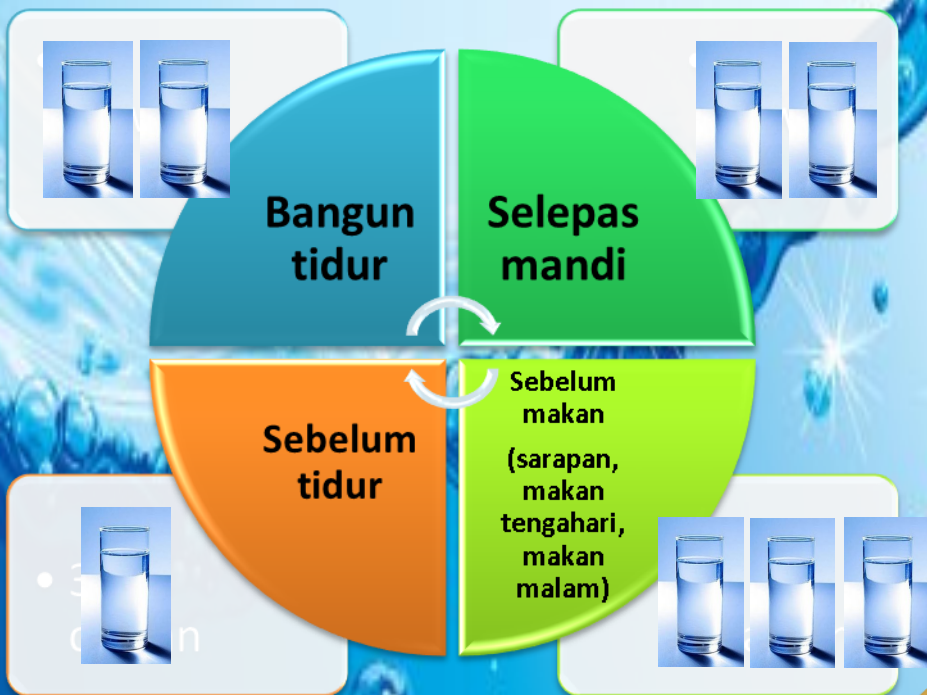 Bangun
tidur
Selepas
mandi
Sebelum
makan
(sarapan,
makan
tengahari,
makan
malam)
Sebelum
tidur